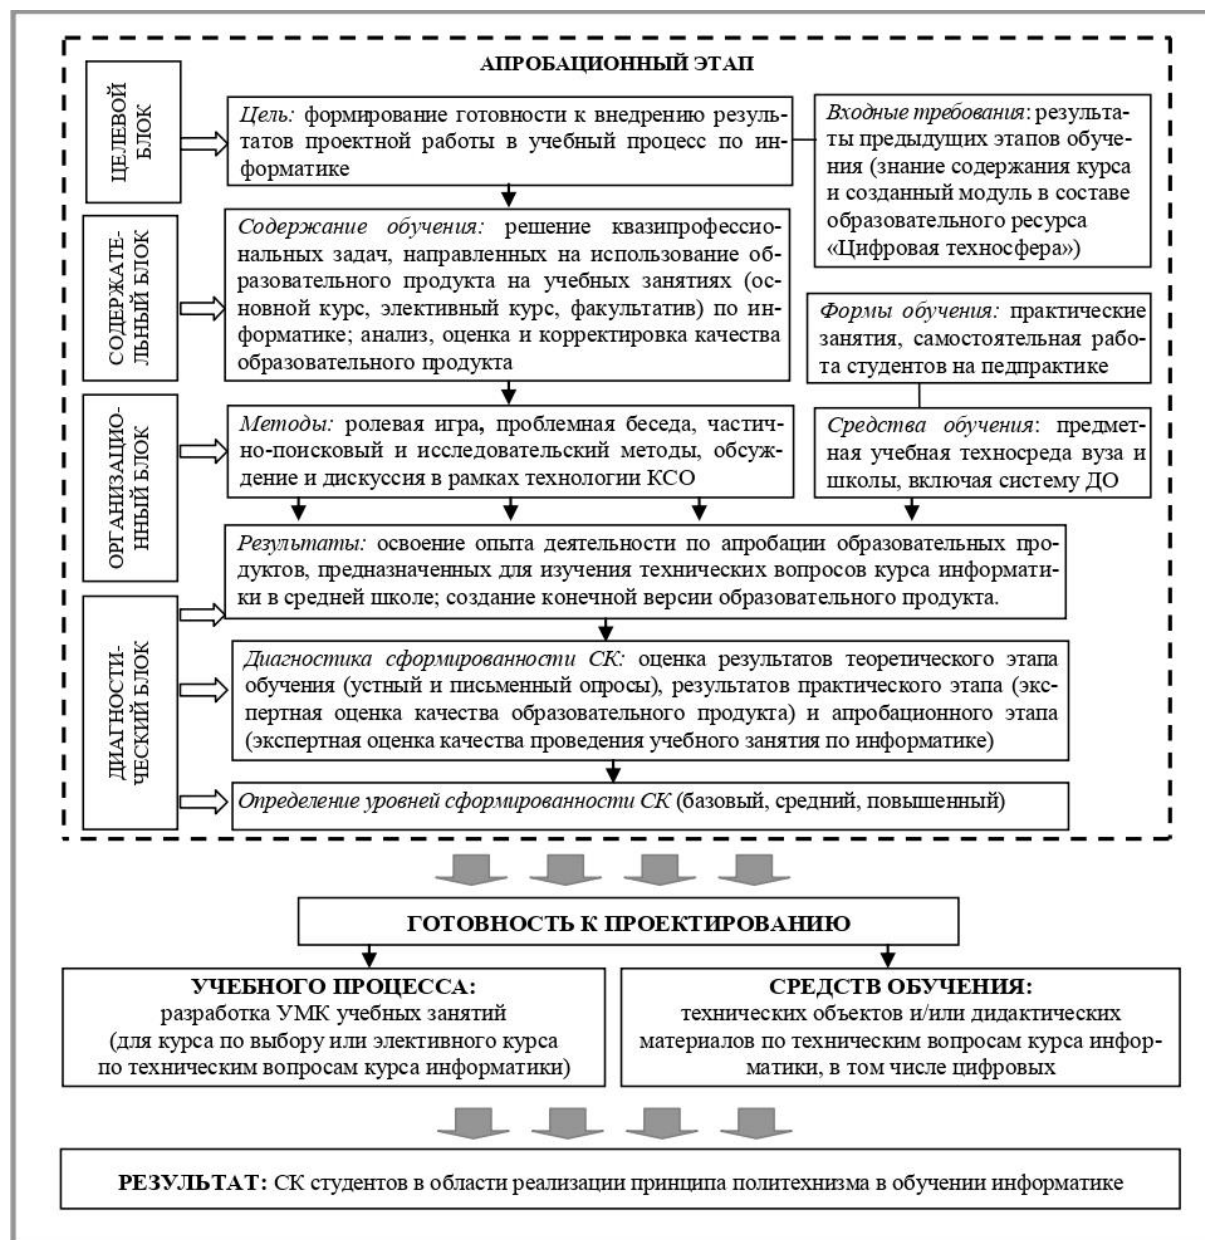 АПРОБАЦИОННЫЙ ЭТАП
ЦЕЛЕВОЙ
БЛОК
Цель: формирование готовности к внедрению резуль-
татов проектной работы в учебный процесс по ин-
форматике
Входные требования: результа-
ты предыдущих этапов обуче-
ния (знание содержания курса
и созданный модуль в составе
образовательного ресурса
«Цифровая техносфера»)
СОДЕРЖАТЕ-
ЛЬНЫЙ БЛОК
Содержание обучения: решение квазипрофессио-
нальных задач, направленных на использование об-
разовательного продукта на учебных занятиях (ос-
новной курс, элективный курс, факультатив) по ин-
форматике; анализ, оценка и корректировка качества
образовательного продукта
Формы обучения: практические
занятия, самостоятельная рабо-
та студентов на педпрактике
ОРГАНИЗАЦИО-
ННЫЙ БЛОК
Методы: ролевая игра, проблемная беседа, частич-
но-поисковый и исследовательский методы, обсуж-
дение и дискуссия в рамках технологии КСО
Средства обучения: предмет-
ная учебная техносреда вуза и
школы, включая систему ДО
Результаты: освоение опыта деятельности по апробации образовательных про-
дуктов, предназначенных для изучения технических вопросов курса информати-
ки в средней школе; создание конечной версии образовательного продукта.
ДИАГНОСТИ-
ЧЕСКИЙ БЛОК
Диагностика сформированности СК: оценка результатов теоретического этапа
обучения (устный и письменный опросы), результатов практического этапа (экс-
пертная оценка качества образовательного продукта) и апробационного этапа
(экспертная оценка качества проведения учебного занятия по информатике)
Определение уровней сформированности СК (базовый, средний, повышенный)
ГОТОВНОСТЬ К ПРОЕКТИРОВАНИЮ
УЧЕБНОГО ПРОЦЕССА:
разработка УМК учебных занятий
(для курса по выбору или элективного курса
по техническим вопросам курса информатики)
СРЕДСТВ ОБУЧЕНИЯ:
технических объектов и/или дидактических
материалов по техническим вопросам курса инфор-
матики, в том числе цифровых
РЕЗУЛЬТАТ: СК студентов в области реализации принципа политехнизма в обучении информатике